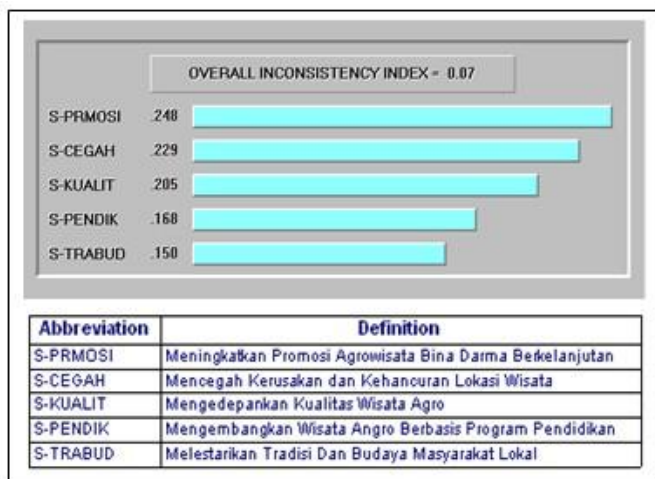 OVERALL INCONSISTENCY INDEX = 0.07
S-PRMOSI .248
S-CEGAH .229
S-KUALIT .205
S-PENDIK .168
S-TRABUD .150
Abbreviation Definition
S-PRMOSI Meningkatkan Promosi Agrowisata Bina Darma Berkelanjutan
S-CEGAH Mencegah Kerusakan dan Kehancuran Lokasi Wisata
S-KUALIT Mengedepankan Kualitas Wisata Agro
S-PENDIK Mengembangkan Wisata Angro Berbasis Program Pendidikan
S-TRABUD Melestarikan Tradisi Dan Budaya Masyarakat Lokal